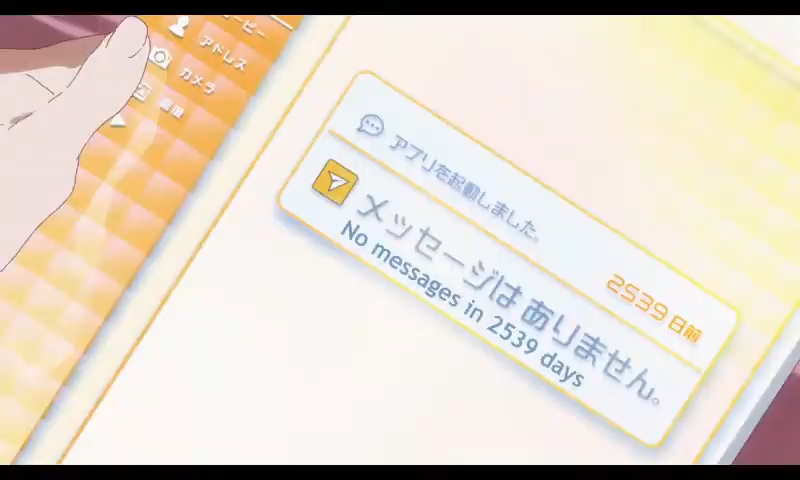 アドレス
カメラ
アプリを起動しました。
2539日前
メッセージはありません。
No messages in 2539 days